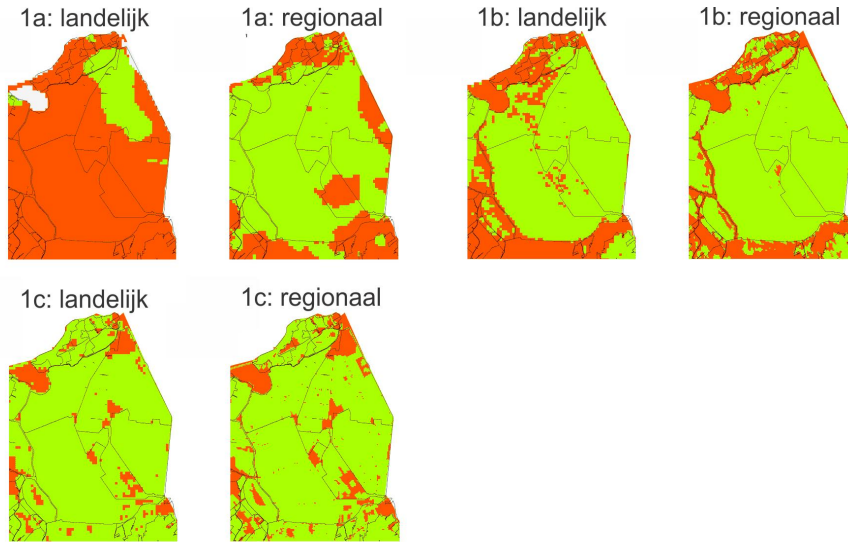 1a: landelijk
1a: regionaal
1b: landelijk
1b: regionaal
1c: landelijk
1c: regionaal